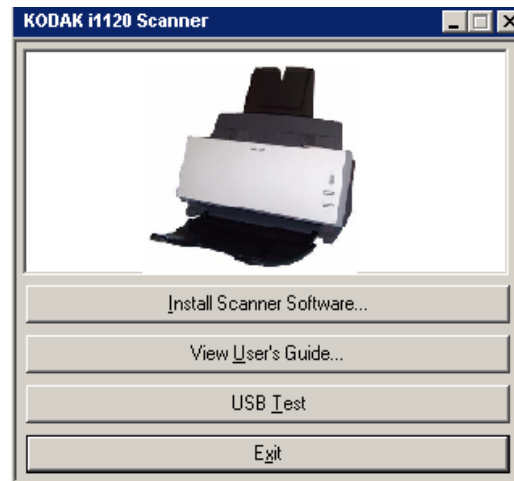 KODAK i1120 Scanner
Install Scanner Software...
View User's Guide...
USB Test
Exit